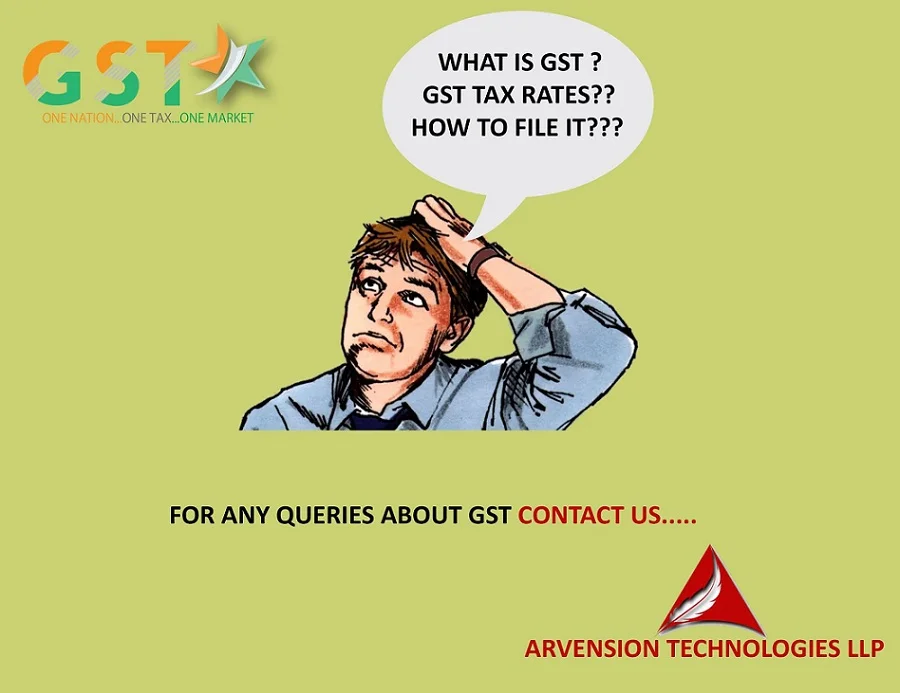 GST
ONE NATION...ONE TAX...ONE MARKET
WHAT IS GST ?
GST TAX RATES??
HOW TO FILE IT???
FOR ANY QUERIES ABOUT GST CONTACT US.....
ARVENSION TECHNOLOGIES LLP